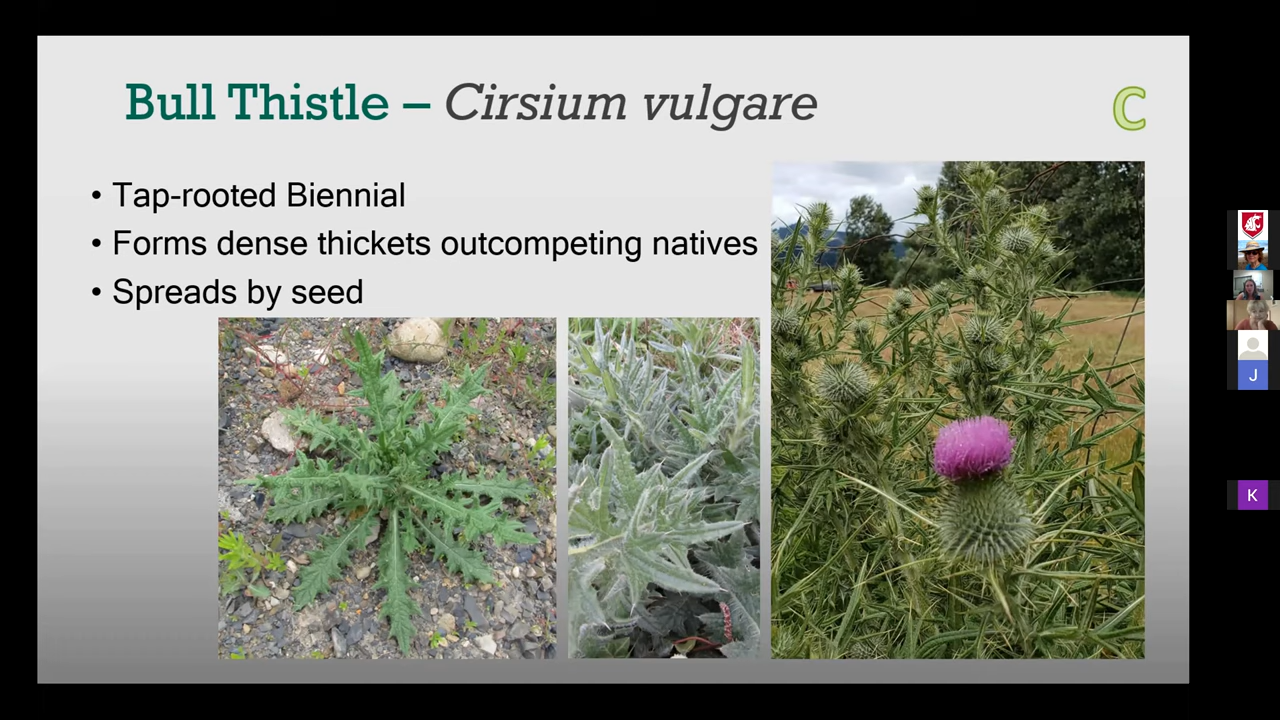 Bull Thistle – Cirsium vulgare
C
• Tap-rooted Biennial
• Forms dense thickets outcompeting natives
• Spreads by seed
J
K